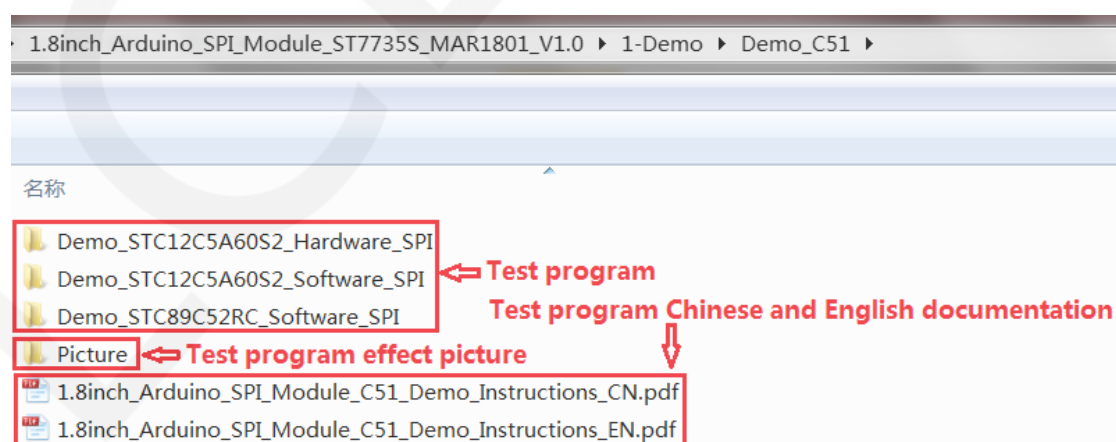 1.8inch_Arduino_SPI_Module_ST7735S_MAR1801_V1.0 ▸ 1-Demo ▸ Demo_C51 ▸
名称
Demo_STC12C5A60S2_Hardware_SPI
Demo_STC12C5A60S2_Software_SPI
Test program
Demo_STC89C52RC_Software_SPI
Test program Chinese and English documentation
Picture
Test program effect picture
1.8inch_Arduino_SPI_Module_C51_Demo_Instructions_CN.pdf
1.8inch_Arduino_SPI_Module_C51_Demo_Instructions_EN.pdf